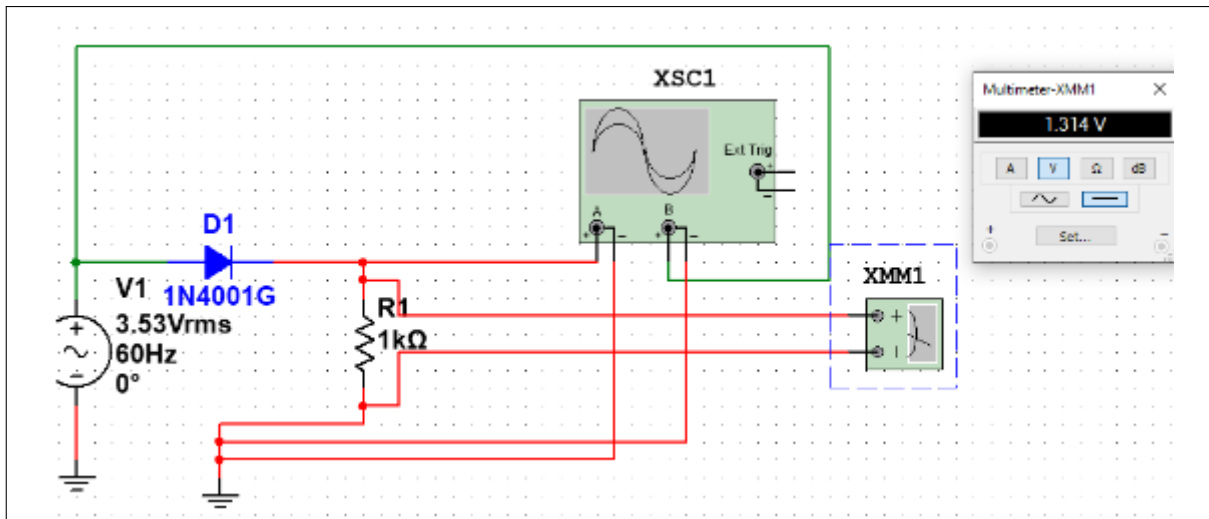 XSC1
Ext Trig
+
−
A
B
+ −
+ −
D1
1N4001G
V1
3.53Vrms
60Hz
0°
+
−
R1
1kΩ
XMM1
+
Multimeter-XMM1 ×
1.314 V
A V Ω dB
+ Set... −